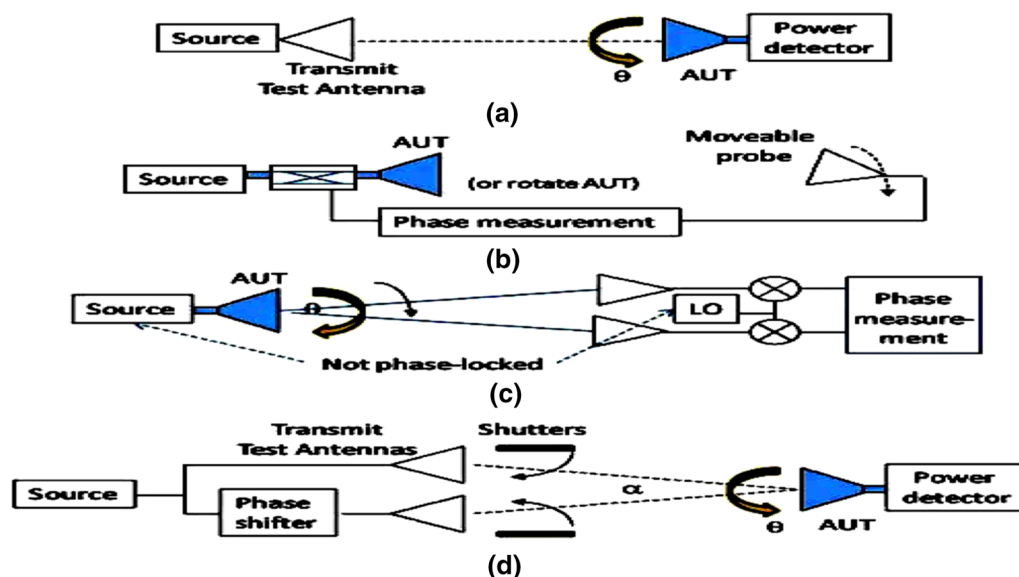 Source
Transmit
Test Antenna
Θ
AUT
Power
detector
(a)
AUT
Source
(or rotate AUT)
Moveable
probe
Phase measurement
(b)
AUT
Source
Θ
LO
Phase
measure-
ment
Not phase-locked
(c)
Transmit
Test Antennas
Shutters
Source
Phase
shifter
α
Θ
AUT
Power
detector
(d)